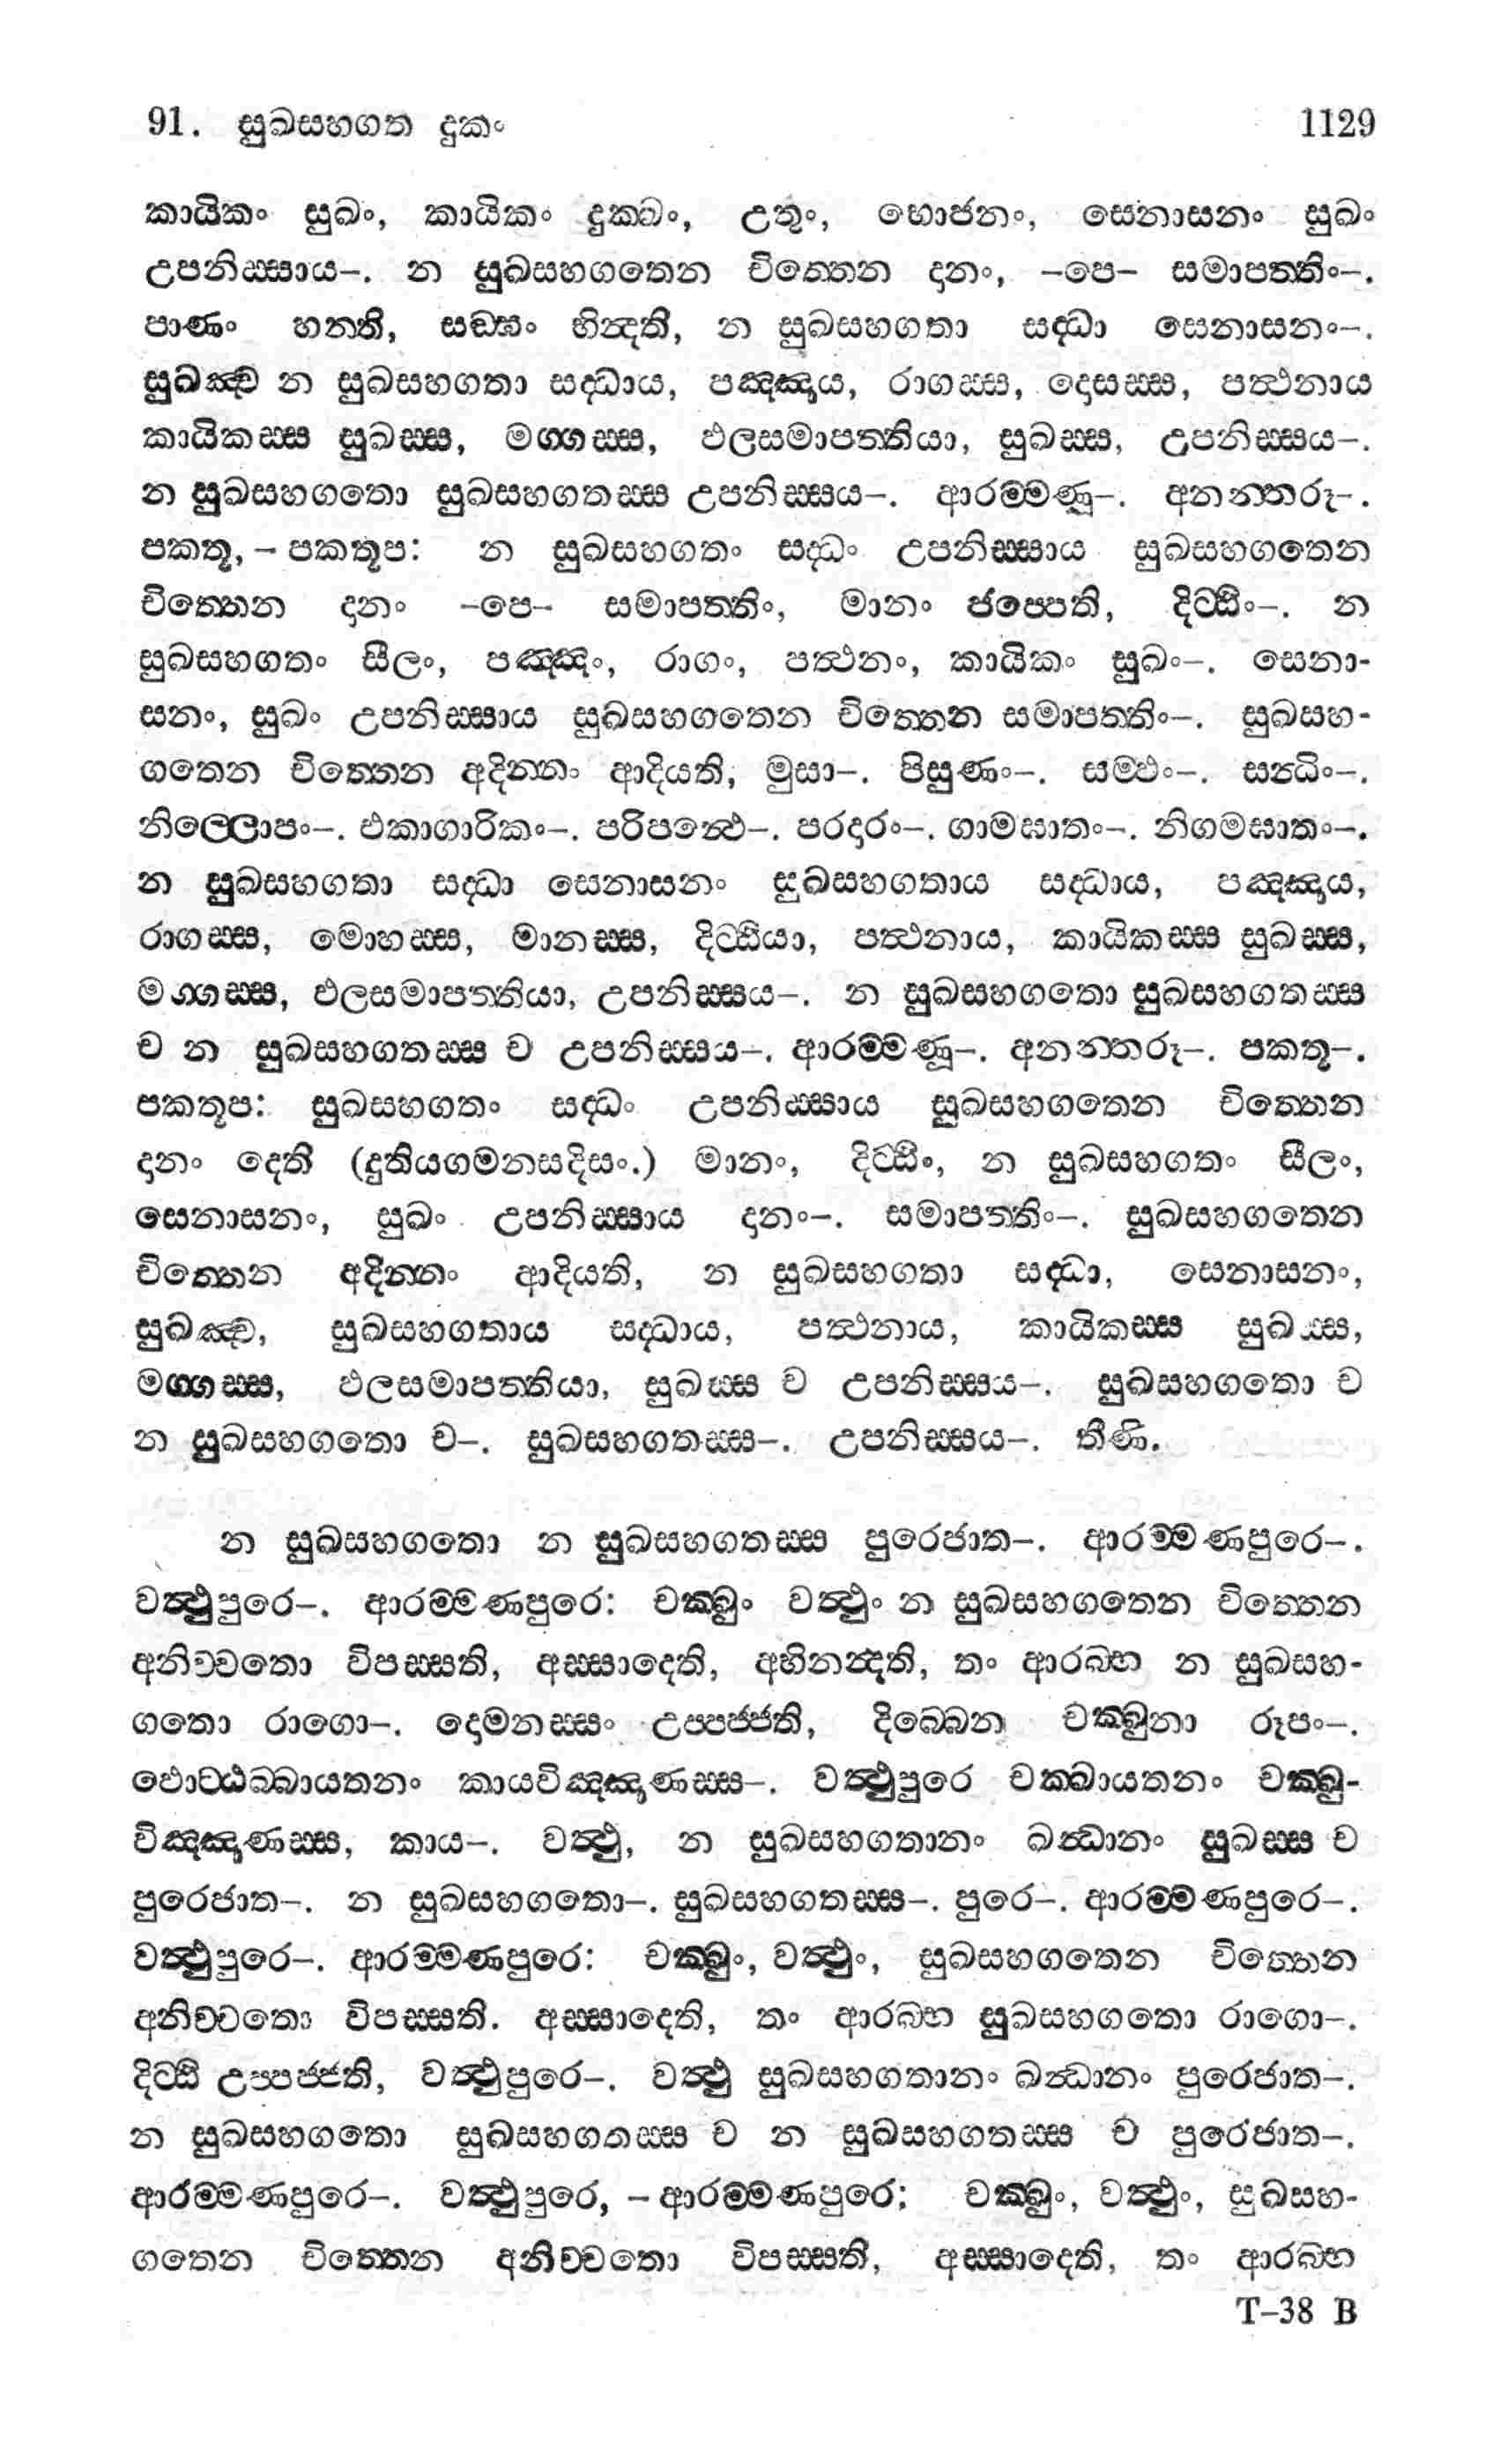 91. සුඛසහගත දුකං 1129
කායිකං සුඛං, කායිකං දුක්ඛං, උතුං, භොජනං, සෙනාසනං සුඛං
උපනිස්සාය–. න සුඛසහගතෙන චිත්තෙන දානං, –පෙ– සමාපත්තිං–.
පාණං හනති, සඞ්ඝං භින්දති, න සුඛසහගතා සද්ධා සෙනාසනං–.
සුඛඤ්ච න සුඛසහගතා සද්ධාය, පඤ්ඤාය, රාගස්ස, දොසස්ස, පත්ථනාය
කායිකස්ස සුඛස්ස, මග්ගස්ස, ඵලසමාපත්තියා, සුඛස්ස, උපනිස්සය–.
න සුඛසහගතො සුඛසහගතස්ස උපනිස්සය–. ආරම්මණූ–. අනන්තරූ–.
පකතූ, – පකතූප: න සුඛසහගතං සද්ධං උපනිස්සාය සුඛසහගතෙන
චිත්තෙන දානං –පෙ– සමාපත්තිං, මානං ජප්පෙති, දිට්ඨිං–. න
සුඛසහගතං සීලං, පඤ්ඤං, රාගං, පත්ථනං, කායිකං සුඛං–. සෙනා-
සනං, සුඛං උපනිස්සාය සුඛසහගතෙන චිත්තෙන සමාපත්තිං–. සුඛසහ-
ගතෙන චිත්තෙන අදින්නං ආදියති, මුසා–. පිසුණං–. සම්ඵං–. සන්ධිං–.
නිල්ලොපං–. එකාගාරිකං–. පරිපන්ථෙ–. පරදාරං–. ගාමඝාතං–. නිගමඝාතං–.
න සුඛසහගතා සද්ධා සෙනාසනං සුඛසහගතාය සද්ධාය, පඤ්ඤාය,
රාගස්ස, මොහස්ස, මානස්ස, දිට්ඨියා, පත්ථනාය, කායිකස්ස සුඛස්ස,
මග්ගස්ස, ඵලසමාපත්තියා, උපනිස්සය–. න සුඛසහගතො සුඛසහගතස්ස
ච න සුඛසහගතස්ස ච උපනිස්සය–. ආරම්මණූ–. අනන්තරූ–. පකතූ–.
පකතූප: සුඛසහගතං සද්ධං උපනිස්සාය සුඛසහගතෙන චිත්තෙන
දානං දෙති (දුතියගමනසදිසං.) මානං, දිට්ඨිං, න සුඛසහගතං සීලං,
සෙනාසනං, සුඛං උපනිස්සාය දානං–. සමාපත්තිං–. සුඛසහගතෙන
චිත්තෙන අදින්නං ආදියති, න සුඛසහගතා සද්ධා, සෙනාසනං,
සුඛඤ්ච, සුඛසහගතාය සද්ධාය, පත්ථනාය, කායිකස්ස සුඛස්ස,
මග්ගස්ස, ඵලසමාපත්තියා, සුඛස්ස ච උපනිස්සය–. සුඛසහගතො ච
න සුඛසහගතො ච–. සුඛසහගතස්ස–. උපනිස්සය–. තීණි.
න සුඛසහගතො න සුඛසහගතස්ස පුරෙජාත–. ආරම්මණපුරෙ–.
වත්ථුපුරෙ–. ආරම්මණපුරෙ: චක්ඛුං වත්ථුං න සුඛසහගතෙන චිත්තෙන
අනිච්චතො විපස්සති, අස්සාදෙති, අභිනන්දති, තං ආරබ්භ න සුඛසහ-
ගතො රාගො–. දොමනස්සං උප්පජ්ජති, දිබ්බෙන චක්ඛුනා රූපං–.
ඵොට්ඨබ්බායතනං කායවිඤ්ඤාණස්ස–. වත්ථුපුරෙ චක්ඛායතනං චක්ඛු-
විඤ්ඤාණස්ස, කාය–. වත්ථු, න සුඛසහගතානං ඛන්ධානං සුඛස්ස ච
පුරෙජාත–. න සුඛසහගතො–. සුඛසහගතස්ස–. පුරෙ–. ආරම්මණපුරෙ–.
වත්ථුපුරෙ–. ආරම්මණපුරෙ: චක්ඛුං, වත්ථුං, සුඛසහගතෙන චිත්තෙන
අනිච්චතො විපස්සති. අස්සාදෙති, තං ආරබ්භ සුඛසහගතො රාගො–.
දිට්ඨි උප්පජ්ජති, වත්ථුපුරෙ–. වත්ථු සුඛසහගතානං ඛන්ධානං පුරෙජාත–.
න සුඛසහගතො සුඛසහගතස්ස ච න සුඛසහගතස්ස ච පුරෙජාත–.
ආරම්මණපුරෙ–. වත්ථුපුරෙ, – ආරම්මණපුරෙ; චක්ඛුං, වත්ථුං, සුඛසහ-
ගතෙන චිත්තෙන අනිච්චතො විපස්සති, අස්සාදෙති, තං ආරබ්භ
T–38 B